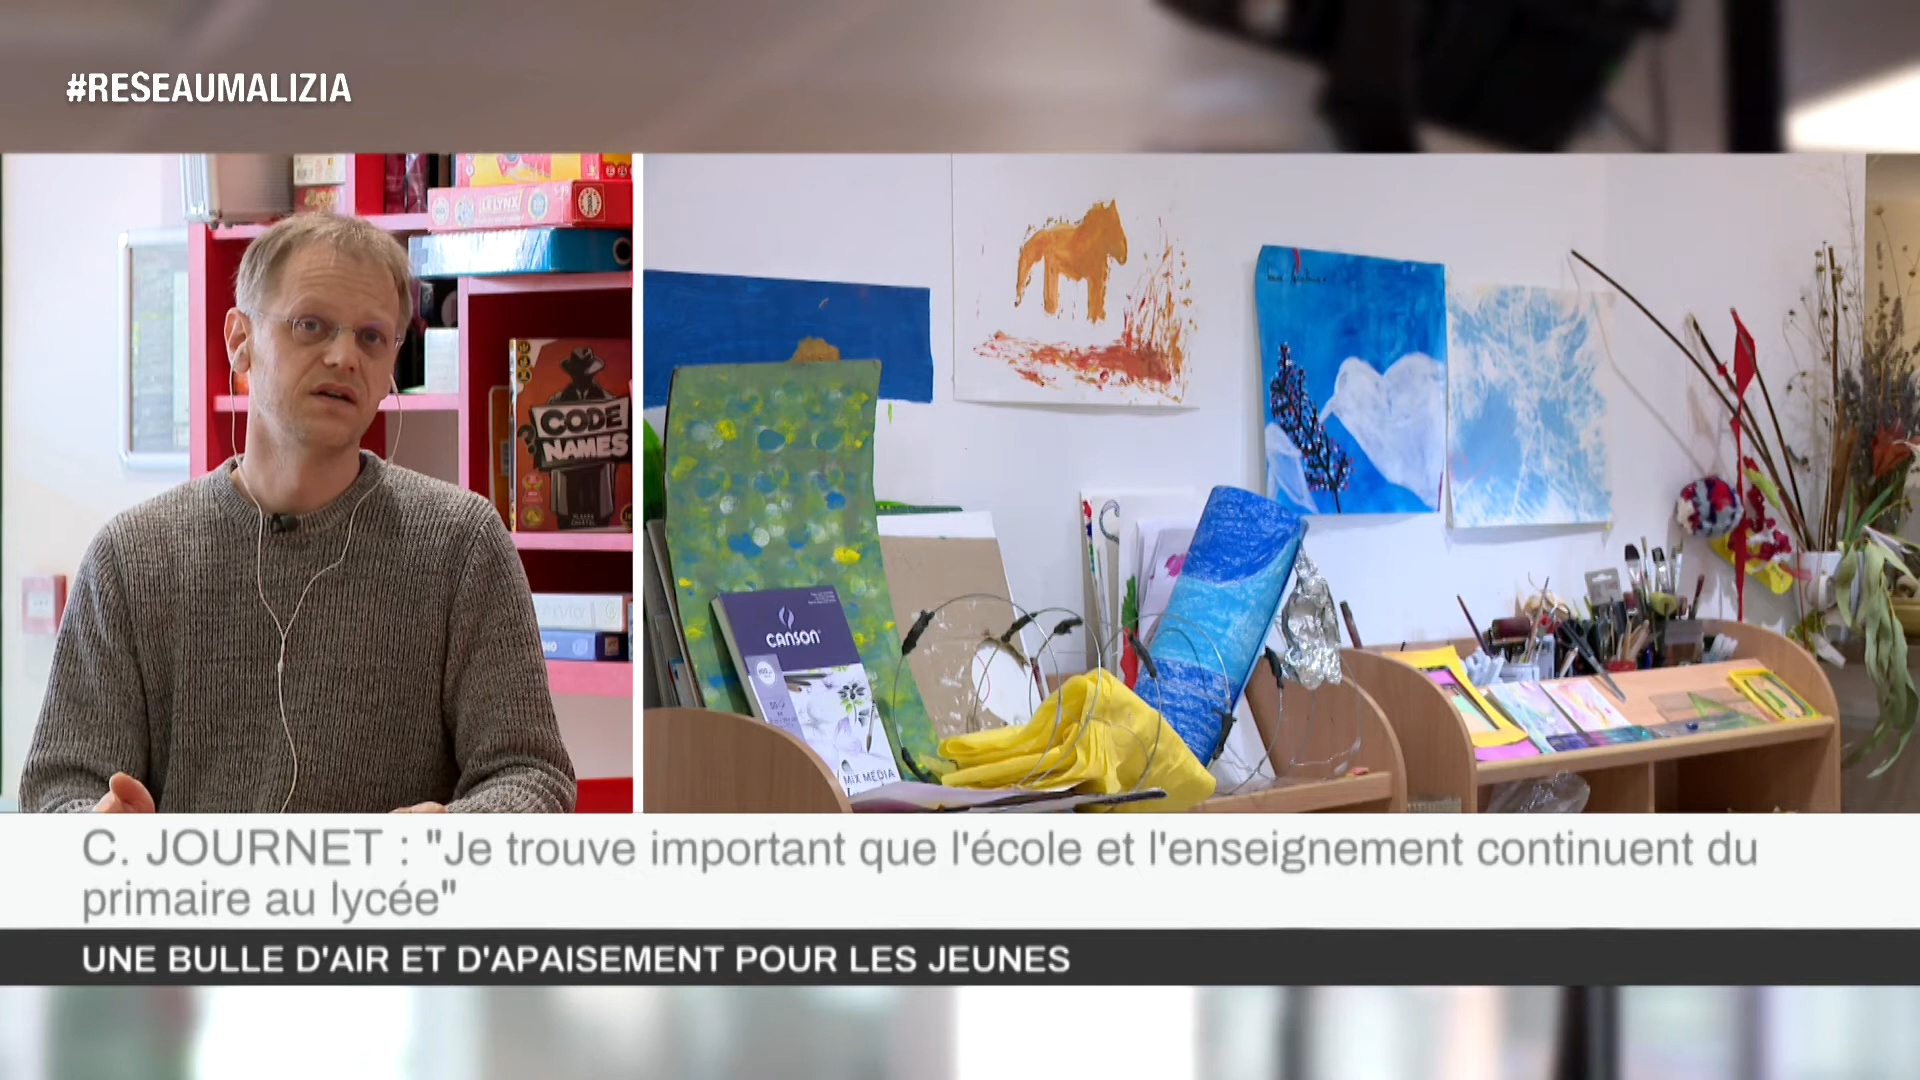 #RESEAUMALIZIA
LE LYNX
CODE
NAMES
CANSON
MIX MEDIA
C. JOURNET : "Je trouve important que l'école et l'enseignement continuent du
primaire au lycée"
UNE BULLE D'AIR ET D'APAISEMENT POUR LES JEUNES